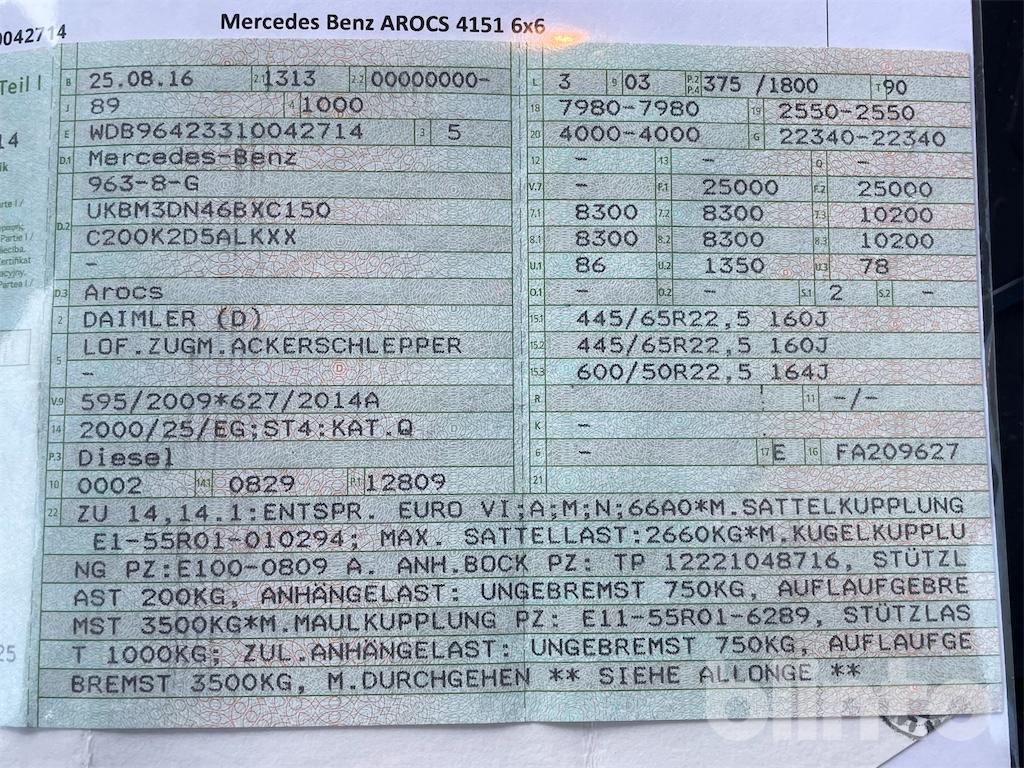 Mercedes Benz AROCS 4151 6x6
0042714
Teil I
B 25.08.16 2.1 1313 2.2 00000000-
J 89 4 1000
E WDB96423310042714 3 5
D.1 Mercedes-Benz
963-8-G
D.2 UKBM3DN46BXC150
C200K2D5ALKXX
-
D.3 Arocs
2 DAIMLER (D)
5 LOF.ZUGM.ACKERSCHLEPPER
-
V.9 595/2009*627/2014A
14 2000/25/EG;ST4:KAT.Q
P.3 Diesel
10 0002 14.1 0829 P.1 12809
L 3 9 03 P.2 P.4 375 /1800 T 90
18 7980-7980 19 2550-2550
20 4000-4000 G 22340-22340
12 - 13 - Q -
V.7 - F.1 25000 F.2 25000
7.1 8300 7.2 8300 7.3 10200
8.1 8300 8.2 8300 8.3 10200
U.1 86 U.2 1350 U.3 78
O.1 - O.2 - S.1 2 S.2 -
15.1 445/65R22,5 160J
15.2 445/65R22,5 160J
15.3 600/50R22,5 164J
R 11 -/-
K -
6 - 17 E 16 FA209627
21
22 ZU 14,14.1:ENTSPR. EURO VI;A;M;N;66A0*M.SATTELKUPPLUNG
E1-55R01-010294; MAX. SATTELLAST:2660KG*M.KUGELKUPPLU
NG PZ:E100-0809 A. ANH.BOCK PZ: TP 12221048716, STÜTZL
AST 200KG, ANHÄNGELAST: UNGEBREMST 750KG, AUFLAUFGEBRE
MST 3500KG*M.MAULKUPPLUNG PZ: E11-55R01-6289, STÜTZLAS
T 1000KG; ZUL.ANHÄNGELAST: UNGEBREMST 750KG, AUFLAUFGE
BREMST 3500KG, M.DURCHGEHEN ** SIEHE ALLONGE **
blinto